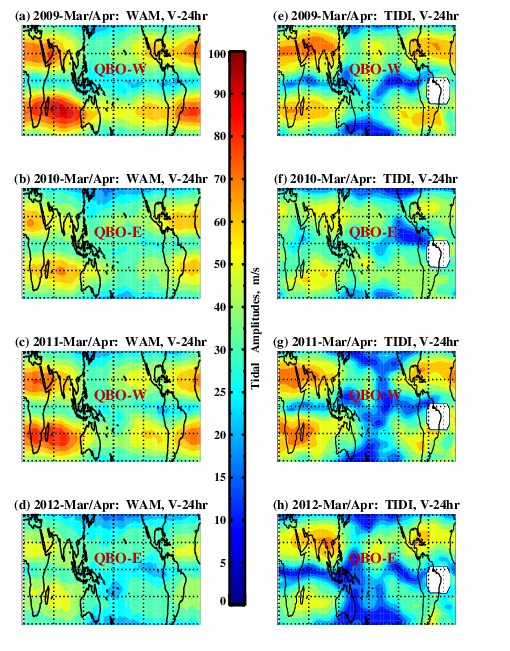 (a) 2009-Mar/Apr: WAM, V-24hr
QBO-W
(b) 2010-Mar/Apr: WAM, V-24hr
QBO-E
(c) 2011-Mar/Apr: WAM, V-24hr
QBO-W
(d) 2012-Mar/Apr: WAM, V-24hr
QBO-E
100
90
80
70
60
50
40
30
20
15
10
5
0
Tidal Amplitudes, m/s
(e) 2009-Mar/Apr: TIDI, V-24hr
QBO-W
(f) 2010-Mar/Apr: TIDI, V-24hr
QBO-E
(g) 2011-Mar/Apr: TIDI, V-24hr
QBO-W
(h) 2012-Mar/Apr: TIDI, V-24hr
QBO-E